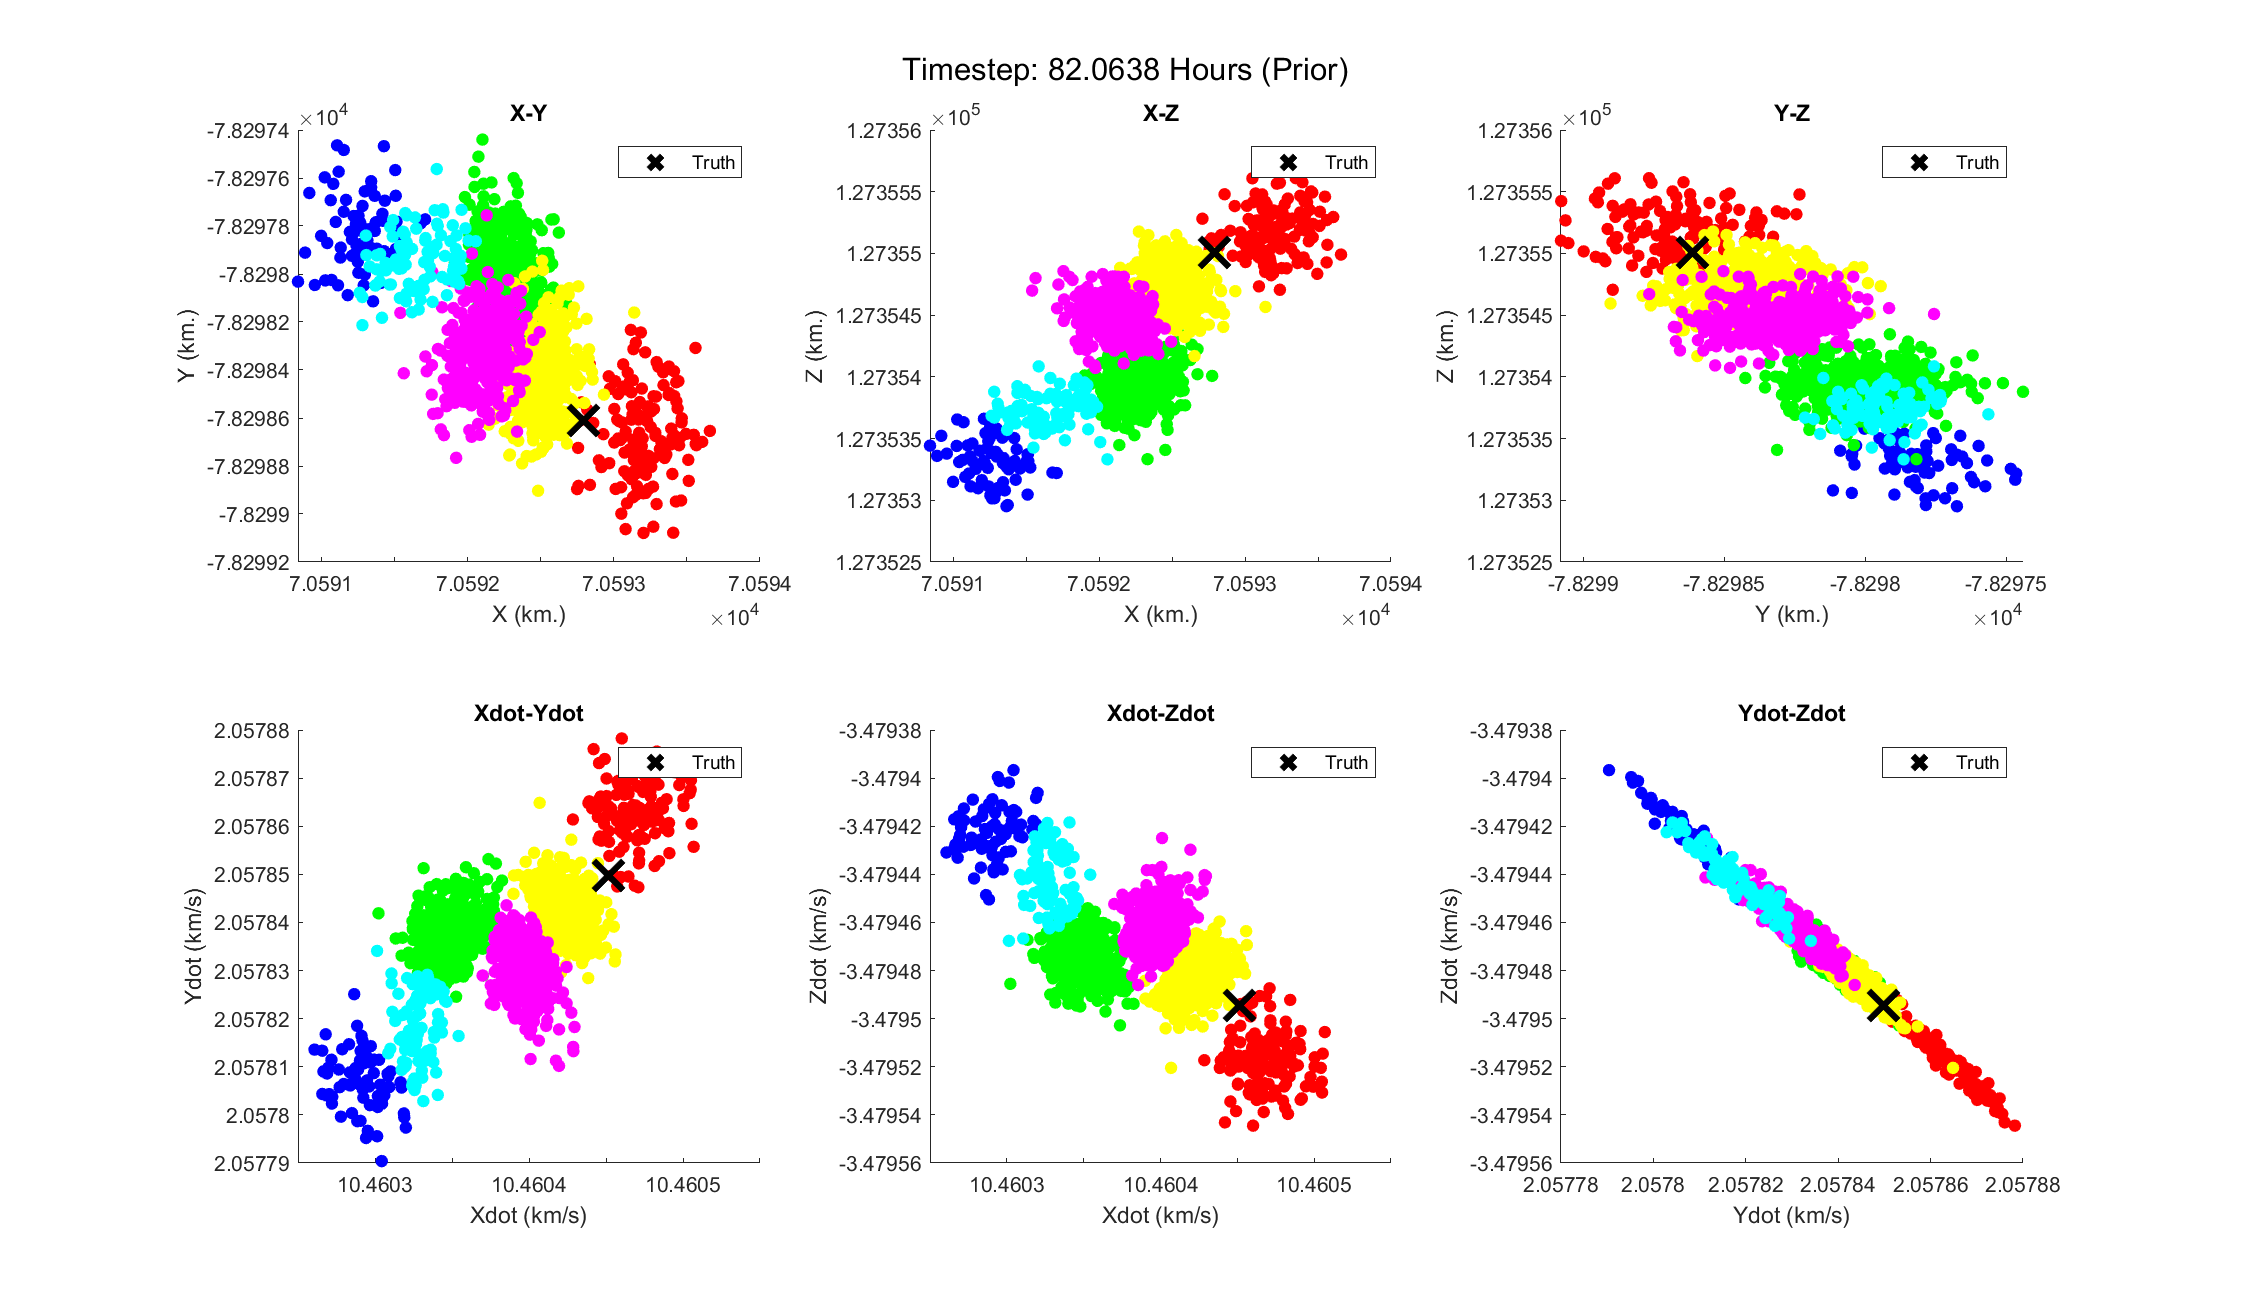 Timestep: 82.0638 Hours (Prior)
X-Y
×10^4
-7.82974
-7.82976
-7.82978
-7.8298
-7.82982
-7.82984
-7.82986
-7.82988
-7.8299
-7.82992
Y (km.)
7.0591 7.0592 7.0593 7.0594
X (km.)
×10^4
Truth
X-Z
×10^5
1.27356
1.273555
1.27355
1.273545
1.27354
1.273535
1.27353
1.273525
Z (km.)
7.0591 7.0592 7.0593 7.0594
X (km.)
×10^4
Truth
Y-Z
×10^5
1.27356
1.273555
1.27355
1.273545
1.27354
1.273535
1.27353
1.273525
Z (km.)
-7.8299 -7.82985 -7.8298 -7.82975
Y (km.)
×10^4
Truth
Xdot-Ydot
2.05788
2.05787
2.05786
2.05785
2.05784
2.05783
2.05782
2.05781
2.0578
2.05779
Ydot (km/s)
10.4603 10.4604 10.4605
Xdot (km/s)
Truth
Xdot-Zdot
-3.47938
-3.4794
-3.47942
-3.47944
-3.47946
-3.47948
-3.4795
-3.47952
-3.47954
-3.47956
Zdot (km/s)
10.4603 10.4604 10.4605
Xdot (km/s)
Truth
Ydot-Zdot
-3.47938
-3.4794
-3.47942
-3.47944
-3.47946
-3.47948
-3.4795
-3.47952
-3.47954
-3.47956
Zdot (km/s)
2.05778 2.0578 2.05782 2.05784 2.05786 2.05788
Ydot (km/s)
Truth